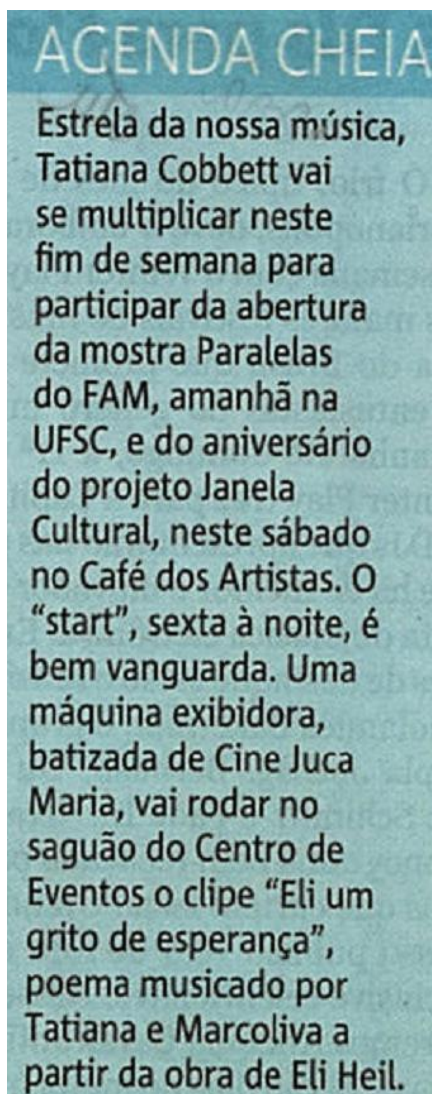 AGENDA CHEIA
Estrela da nossa música,
Tatiana Cobbett vai
se multiplicar neste
fim de semana para
participar da abertura
da mostra Paralelas
do FAM, amanhã na
UFSC, e do aniversário
do projeto Janela
Cultural, neste sábado
no Café dos Artistas. O
“start”, sexta à noite, é
bem vanguarda. Uma
máquina exibidora,
batizada de Cine Juca
Maria, vai rodar no
saguão do Centro de
Eventos o clipe “Eli um
grito de esperança”,
poema musicado por
Tatiana e Marcoliva a
partir da obra de Eli Heil.